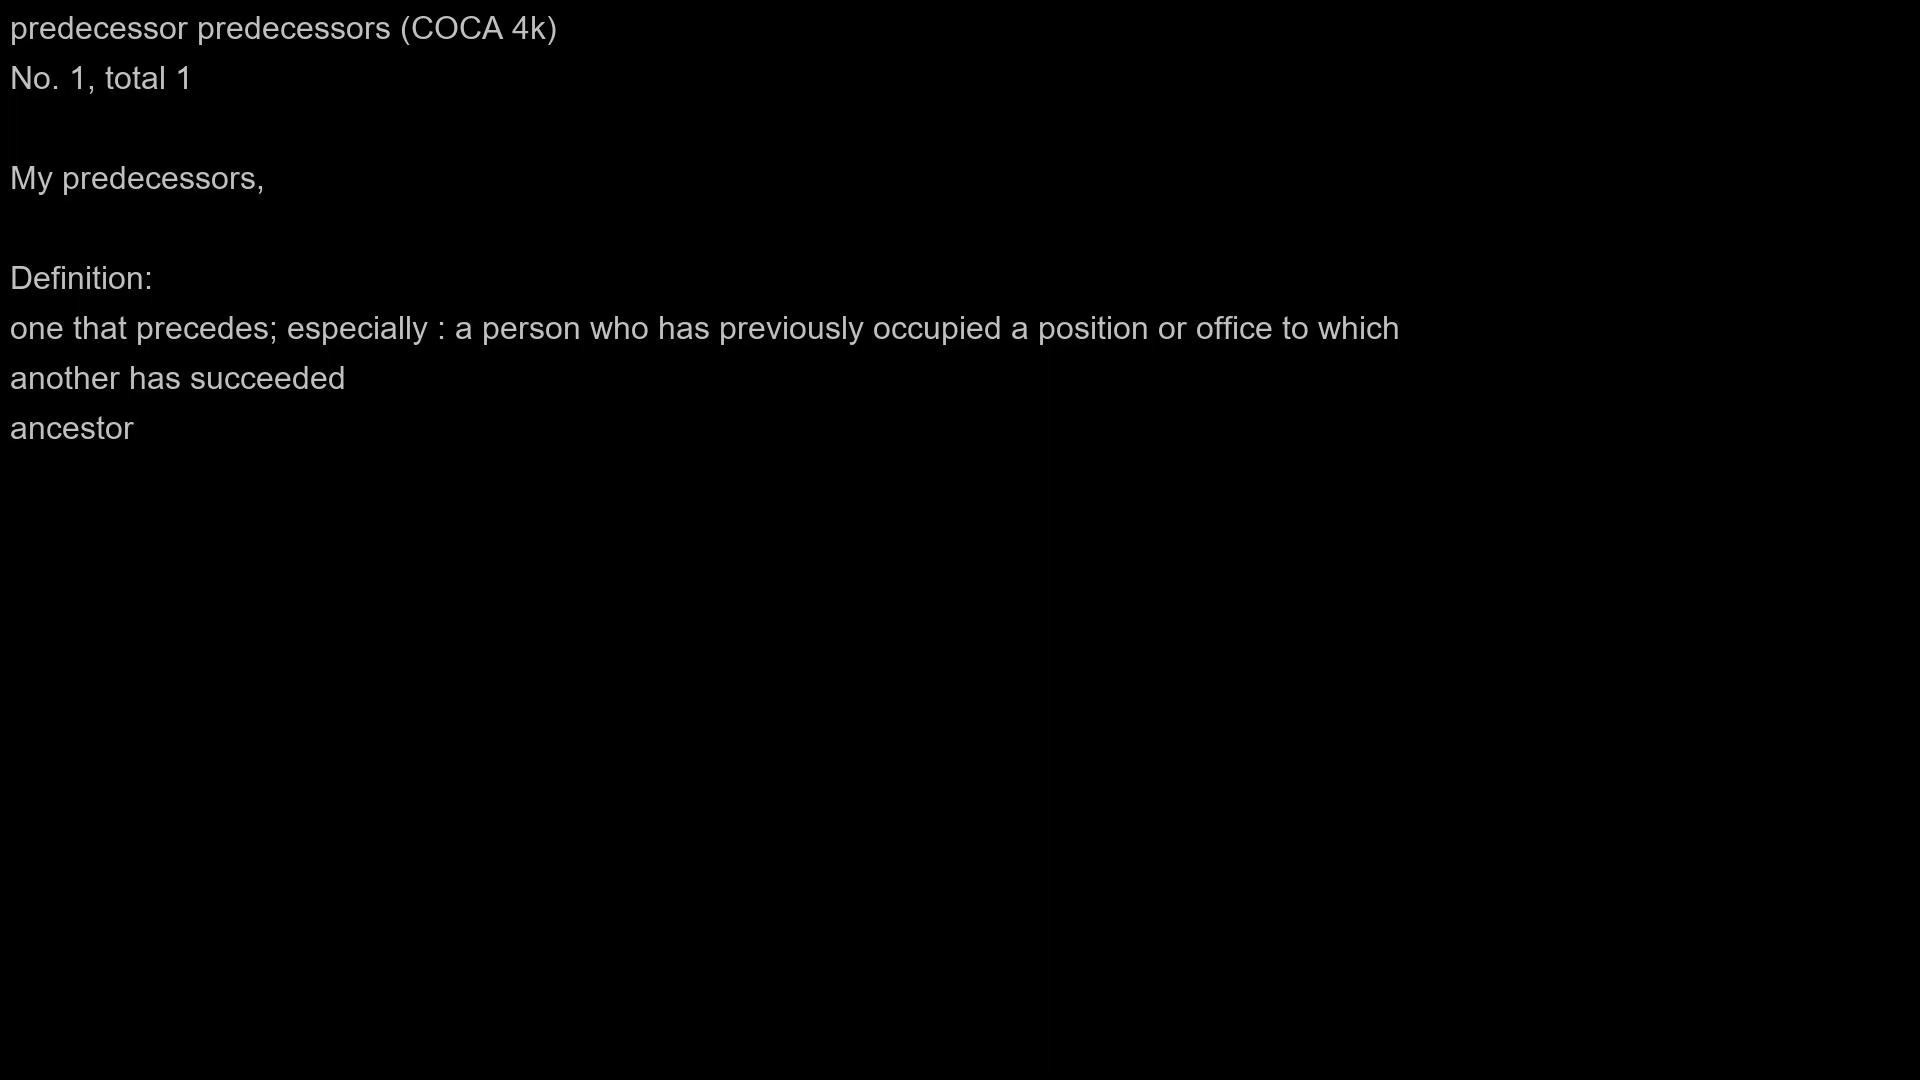 predecessor predecessors (COCA 4k)
No. 1, total 1
My predecessors,
Definition:
one that precedes; especially : a person who has previously occupied a position or office to which
another has succeeded
ancestor